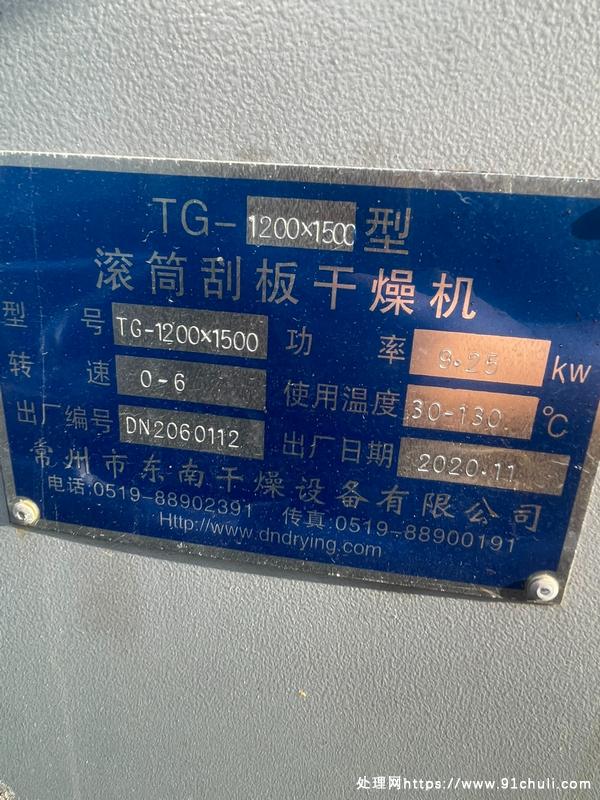 TG-1200×1500型
滚筒刮板干燥机
型号 TG-1200×1500 功率 9.25 kw
转速 0-6 使用温度 30-130 ℃
出厂编号 DN2060112 出厂日期 2020.11
常州市东南干燥设备有限公司
电话:0519-88902391 传真:0519-88900191
Http://www.dndrying.com
处理网https://www.91chuli.com